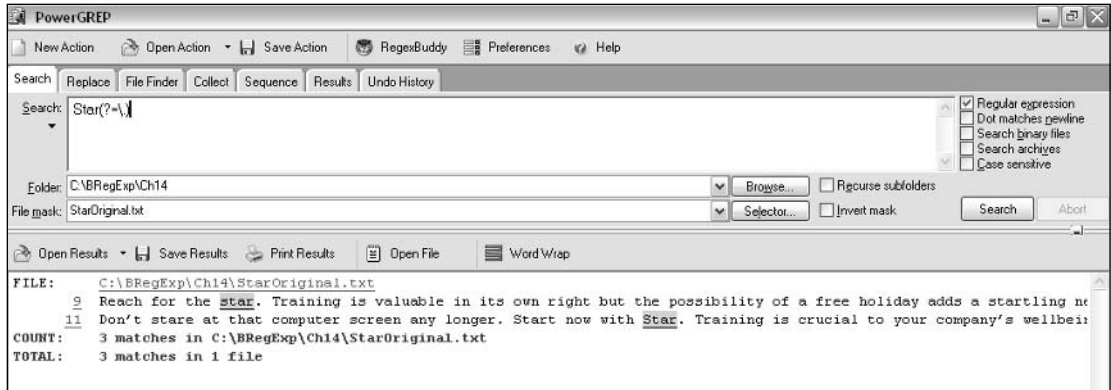 PowerGREP
New Action Open Action Save Action RegexBuddy Preferences Help
Search Replace File Finder Collect Sequence Results Undo History
Search: Star(?=\.)
Regular expression
Dot matches newline
Search binary files
Search archives
Case sensitive
Folder: C:\BRegExp\Ch14 Browse... Recurse subfolders
File mask: StarOriginal.txt Selector... Invert mask Search Abort
Open Results Save Results Print Results Open File Word Wrap
FILE: C:\BRegExp\Ch14\StarOriginal.txt
9 Reach for the star. Training is valuable in its own right but the possibility of a free holiday adds a startling
11 Don't stare at that computer screen any longer. Start now with Star. Training is crucial to your company's
COUNT: 3 matches in C:\BRegExp\Ch14\StarOriginal.txt
TOTAL: 3 matches in 1 file